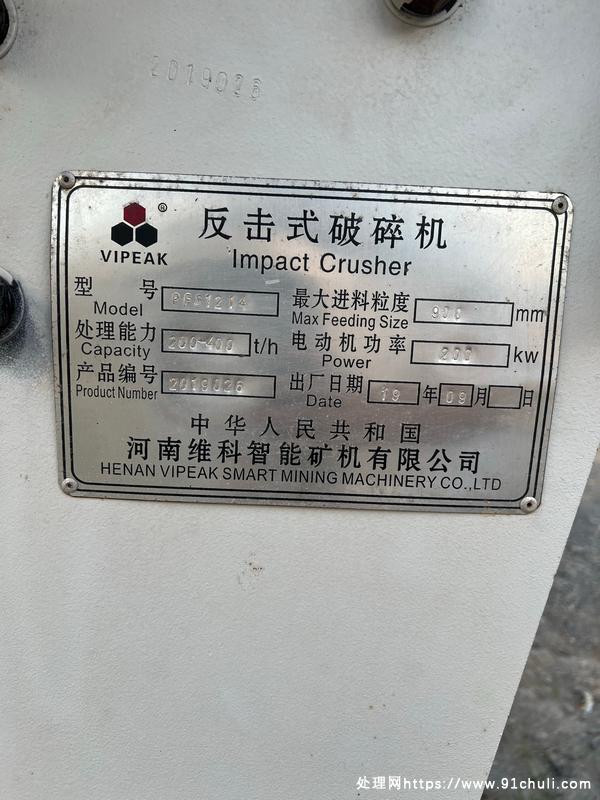 2019026
VIPEAK ®
反击式破碎机
Impact Crusher
型号 PFC1214 最大进料粒度 900 mm
Model Max Feeding Size
处理能力 200-400 t/h 电动机功率 200 kw
Capacity Power
产品编号 2019026 出厂日期 19 年 09 月 日
Product Number Date
中华人民共和国
河南维科智能矿机有限公司
HENAN VIPEAK SMART MINING MACHINERY CO.,LTD
处理网https://www.91chuli.com